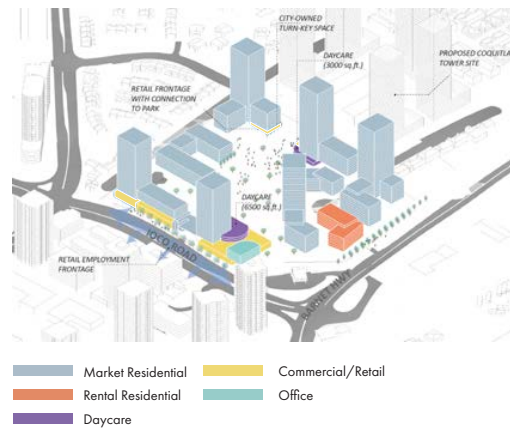 CITY-OWNED
TURN-KEY SPACE
DAYCARE
(3000 sq.ft.)
PROPOSED COQUITLA
TOWER SITE
RETAIL FRONTAGE
WITH CONNECTION
TO PARK
DAYCARE
(6500 sq.ft.)
IOCO ROAD
RETAIL EMPLOYMENT
FRONTAGE
BARNET HWY
Market Residential
Commercial/Retail
Rental Residential
Office
Daycare